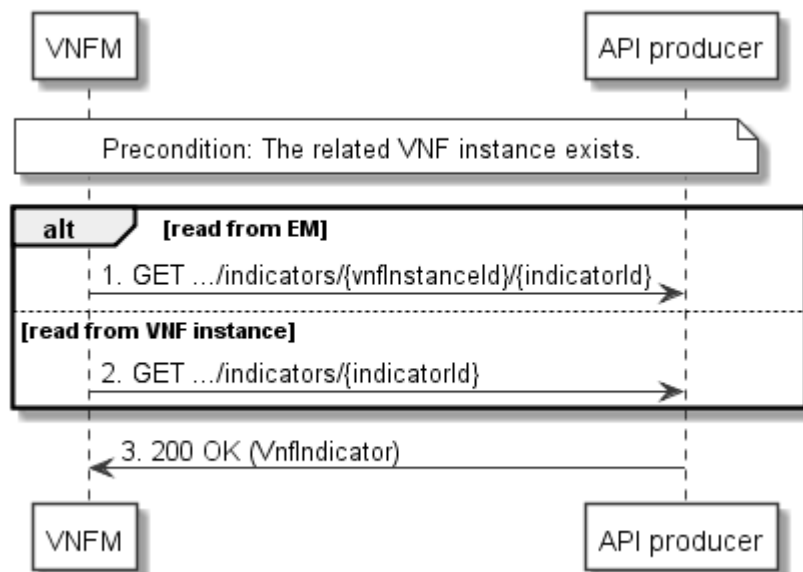 VNFM
API producer
Precondition: The related VNF instance exists.
alt
[read from EM]
1. GET .../indicators/{vnfInstanceId}/{indicatorId}
[read from VNF instance]
2. GET .../indicators/{indicatorId}
3. 200 OK (VnfIndicator)
VNFM
API producer